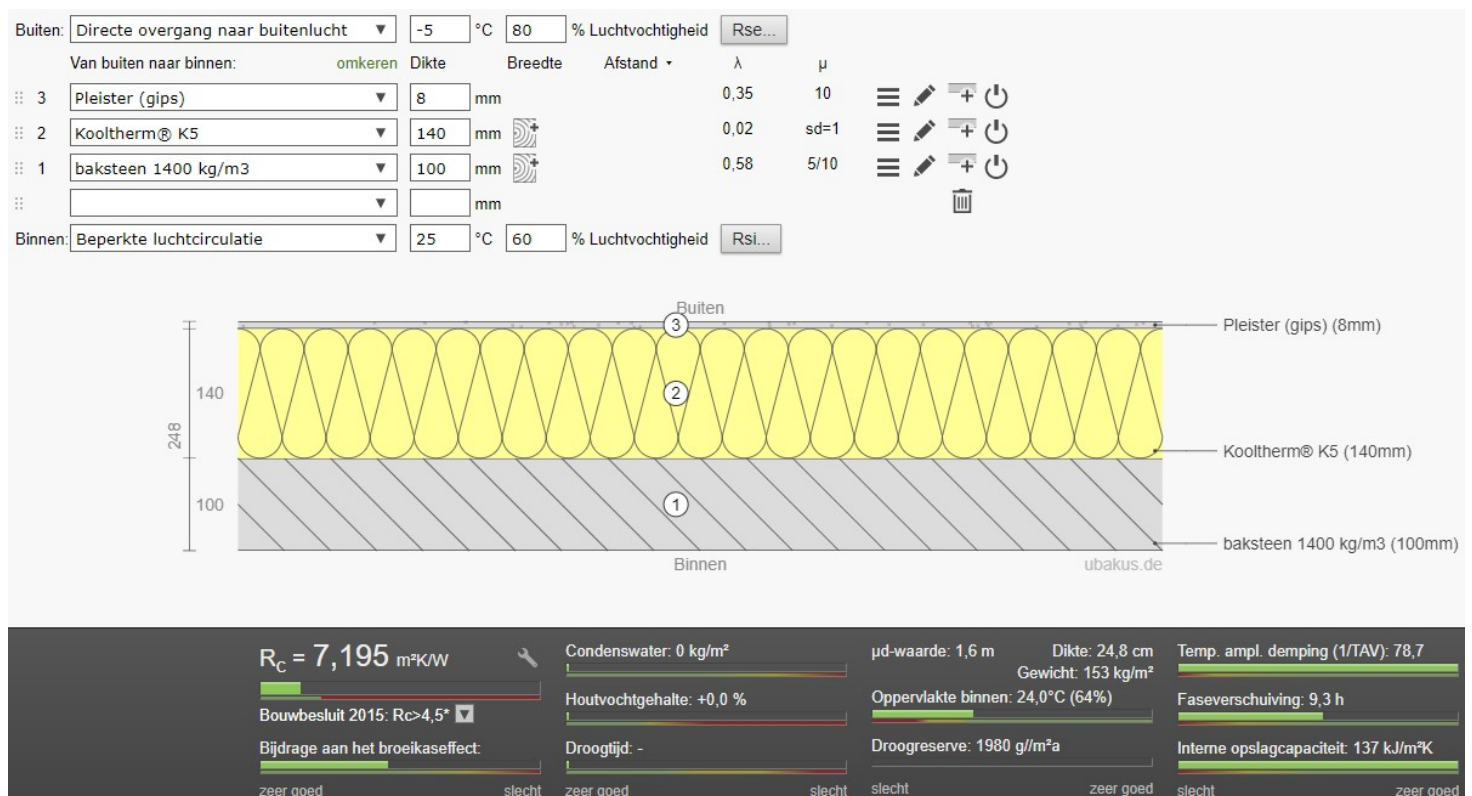 Buiten: Directe overgang naar buitenlucht ▼ -5 °C 80 % Luchtvochtigheid Rse...
Van buiten naar binnen: omkeren Dikte Breedte Afstand λ μ
3 Pleister (gips) ▼ 8 mm 0,35 10
2 Kooltherm® K5 ▼ 140 mm 0,02 sd=1
1 baksteen 1400 kg/m3 ▼ 100 mm 0,58 5/10
▼ mm
Binnen: Beperkte luchtcirculatie ▼ 25 °C 60 % Luchtvochtigheid Rsi...
Buiten
3
Pleister (gips) (8mm)
140
2
248
Kooltherm® K5 (140mm)
100
1
baksteen 1400 kg/m3 (100mm)
Binnen
ubakus.de
RC = 7,195 m²K/W
Bouwbesluit 2015: Rc>4,5*
Bijdrage aan het broeikaseffect:
zeer goed slecht
Condenswater: 0 kg/m²
Houtvochtgehalte: +0,0 %
Droogtijd: -
zeer goed slecht
μd-waarde: 1,6 m Dikte: 24,8 cm
Gewicht: 153 kg/m²
Oppervlakte binnen: 24,0°C (64%)
Droogreserve: 1980 g//m²a
slecht zeer goed
Temp. ampl. demping (1/TAV): 78,7
Faseverschuiving: 9,3 h
Interne opslagcapaciteit: 137 kJ/m²K
slecht zeer goed